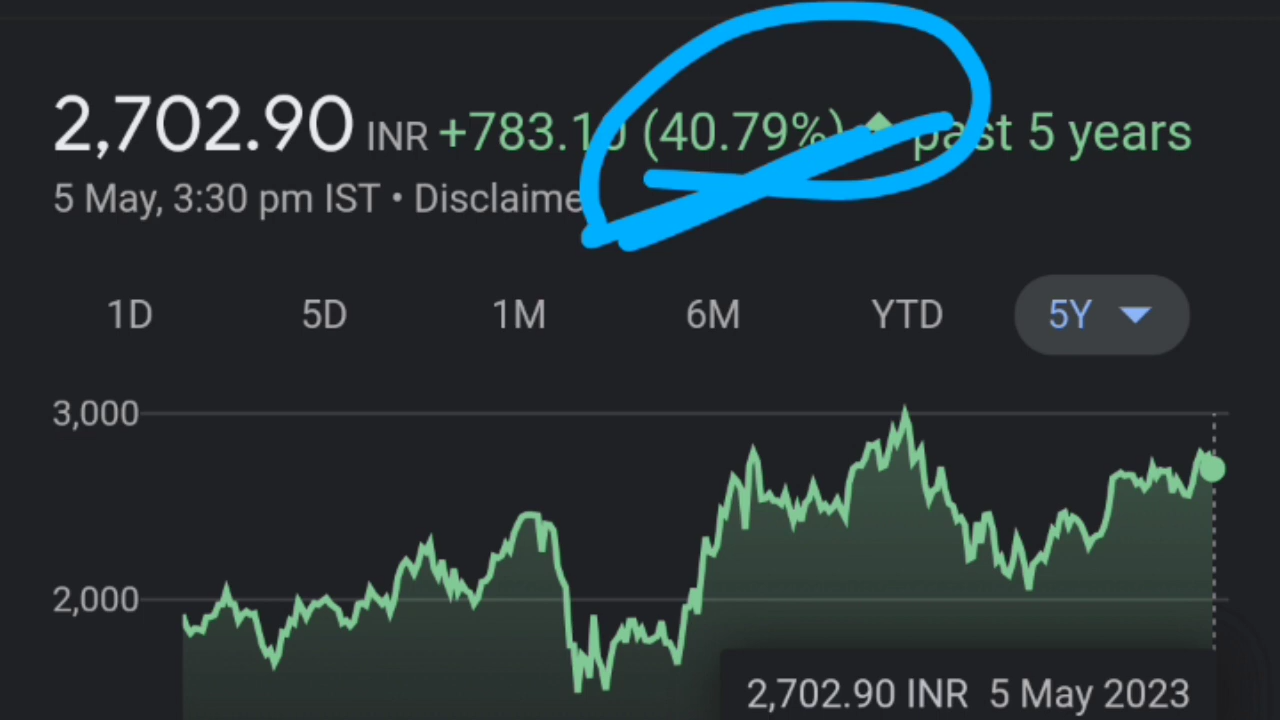 2,702.90 INR +783.10 (40.79%) past 5 years
5 May, 3:30 pm IST • Disclaime
1D 5D 1M 6M YTD 5Y
3,000
2,000
2,702.90 INR 5 May 2023